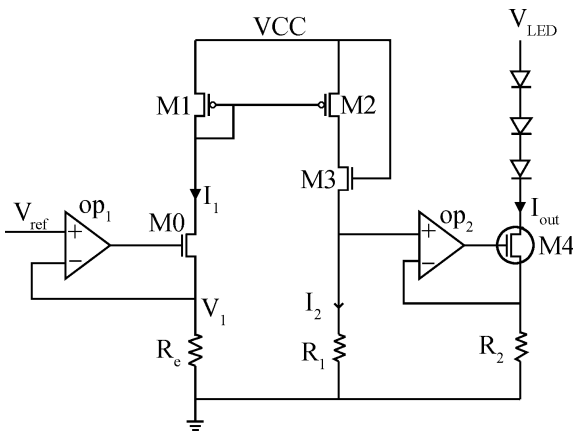 VCC
V_LED
M1
M2
M3
I_1
V_ref
op_1
M0
op_2
I_out
M4
+
−
+
−
V_1
I_2
R_e
R_1
R_2